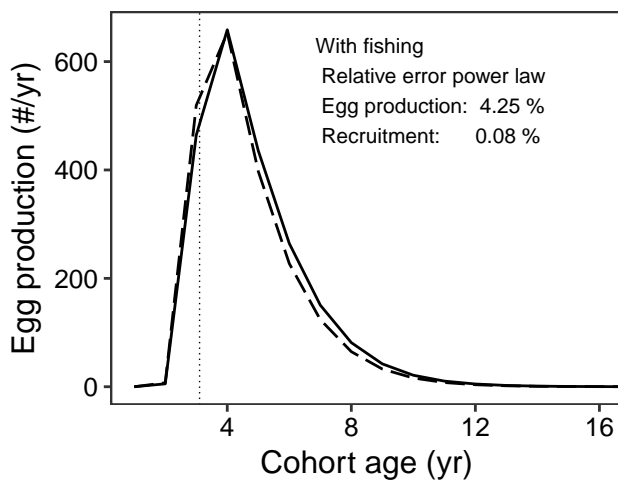 Egg production (#/yr)
600
400
200
0
With fishing
Relative error power law
Egg production: 4.25 %
Recruitment: 0.08 %
4 8 12 16
Cohort age (yr)